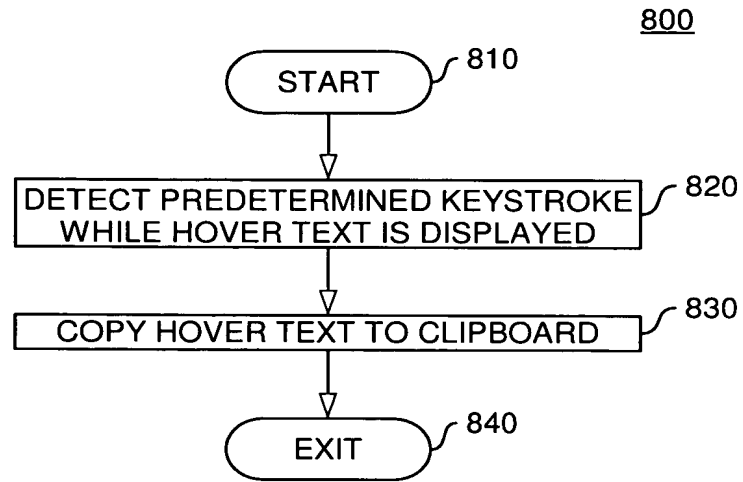 800
START
810
DETECT PREDETERMINED KEYSTROKE
WHILE HOVER TEXT IS DISPLAYED
820
COPY HOVER TEXT TO CLIPBOARD
830
EXIT
840